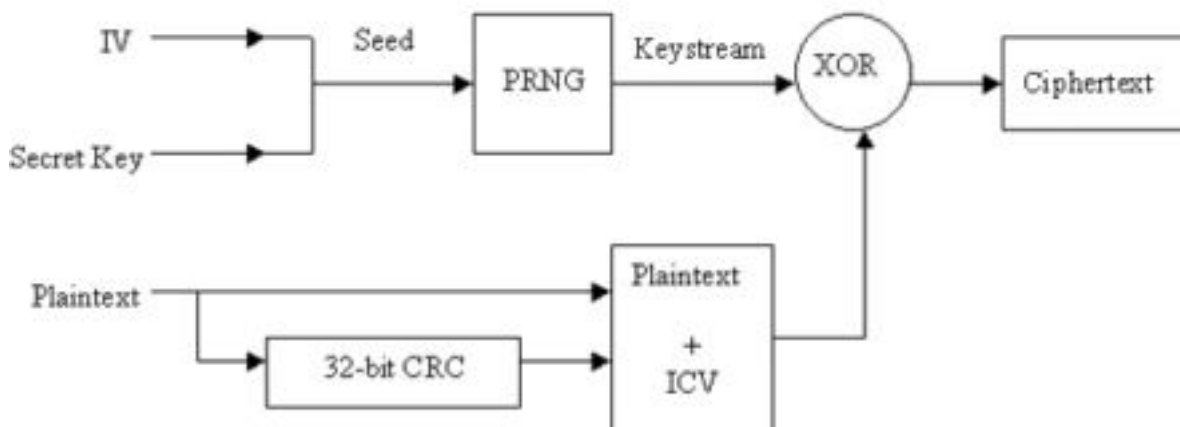 IV
Seed
PRNG
Keystream
XOR
Ciphertext
Secret Key
Plaintext
32-bit CRC
Plaintext
+
ICV